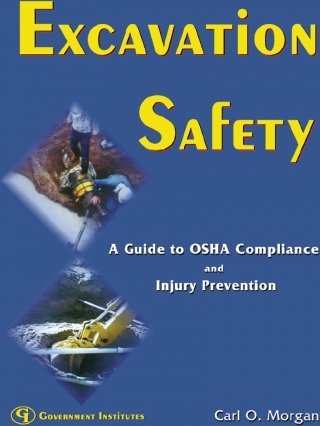 EXCAVATION
SAFETY
A Guide to OSHA Compliance
and
Injury Prevention
GI GOVERNMENT INSTITUTES
Carl O. Morgan